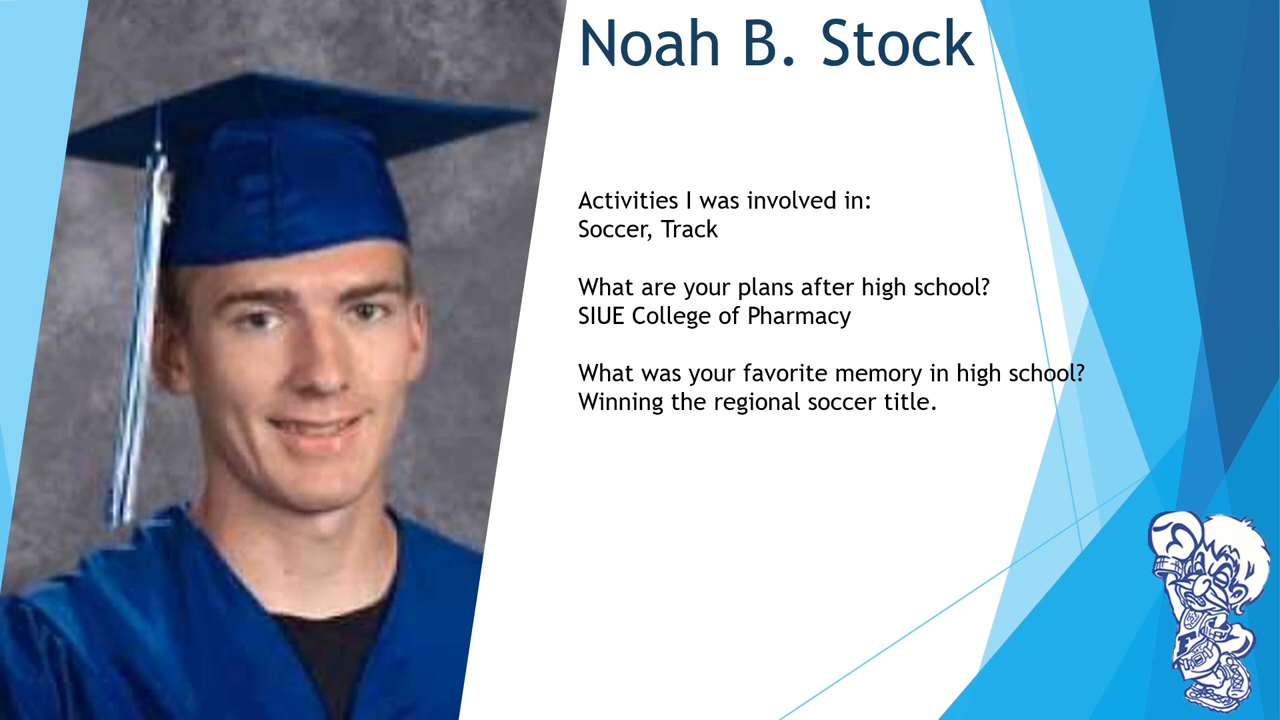 Noah B. Stock
Activities I was involved in:
Soccer, Track
What are your plans after high school?
SIUE College of Pharmacy
What was your favorite memory in high school?
Winning the regional soccer title.